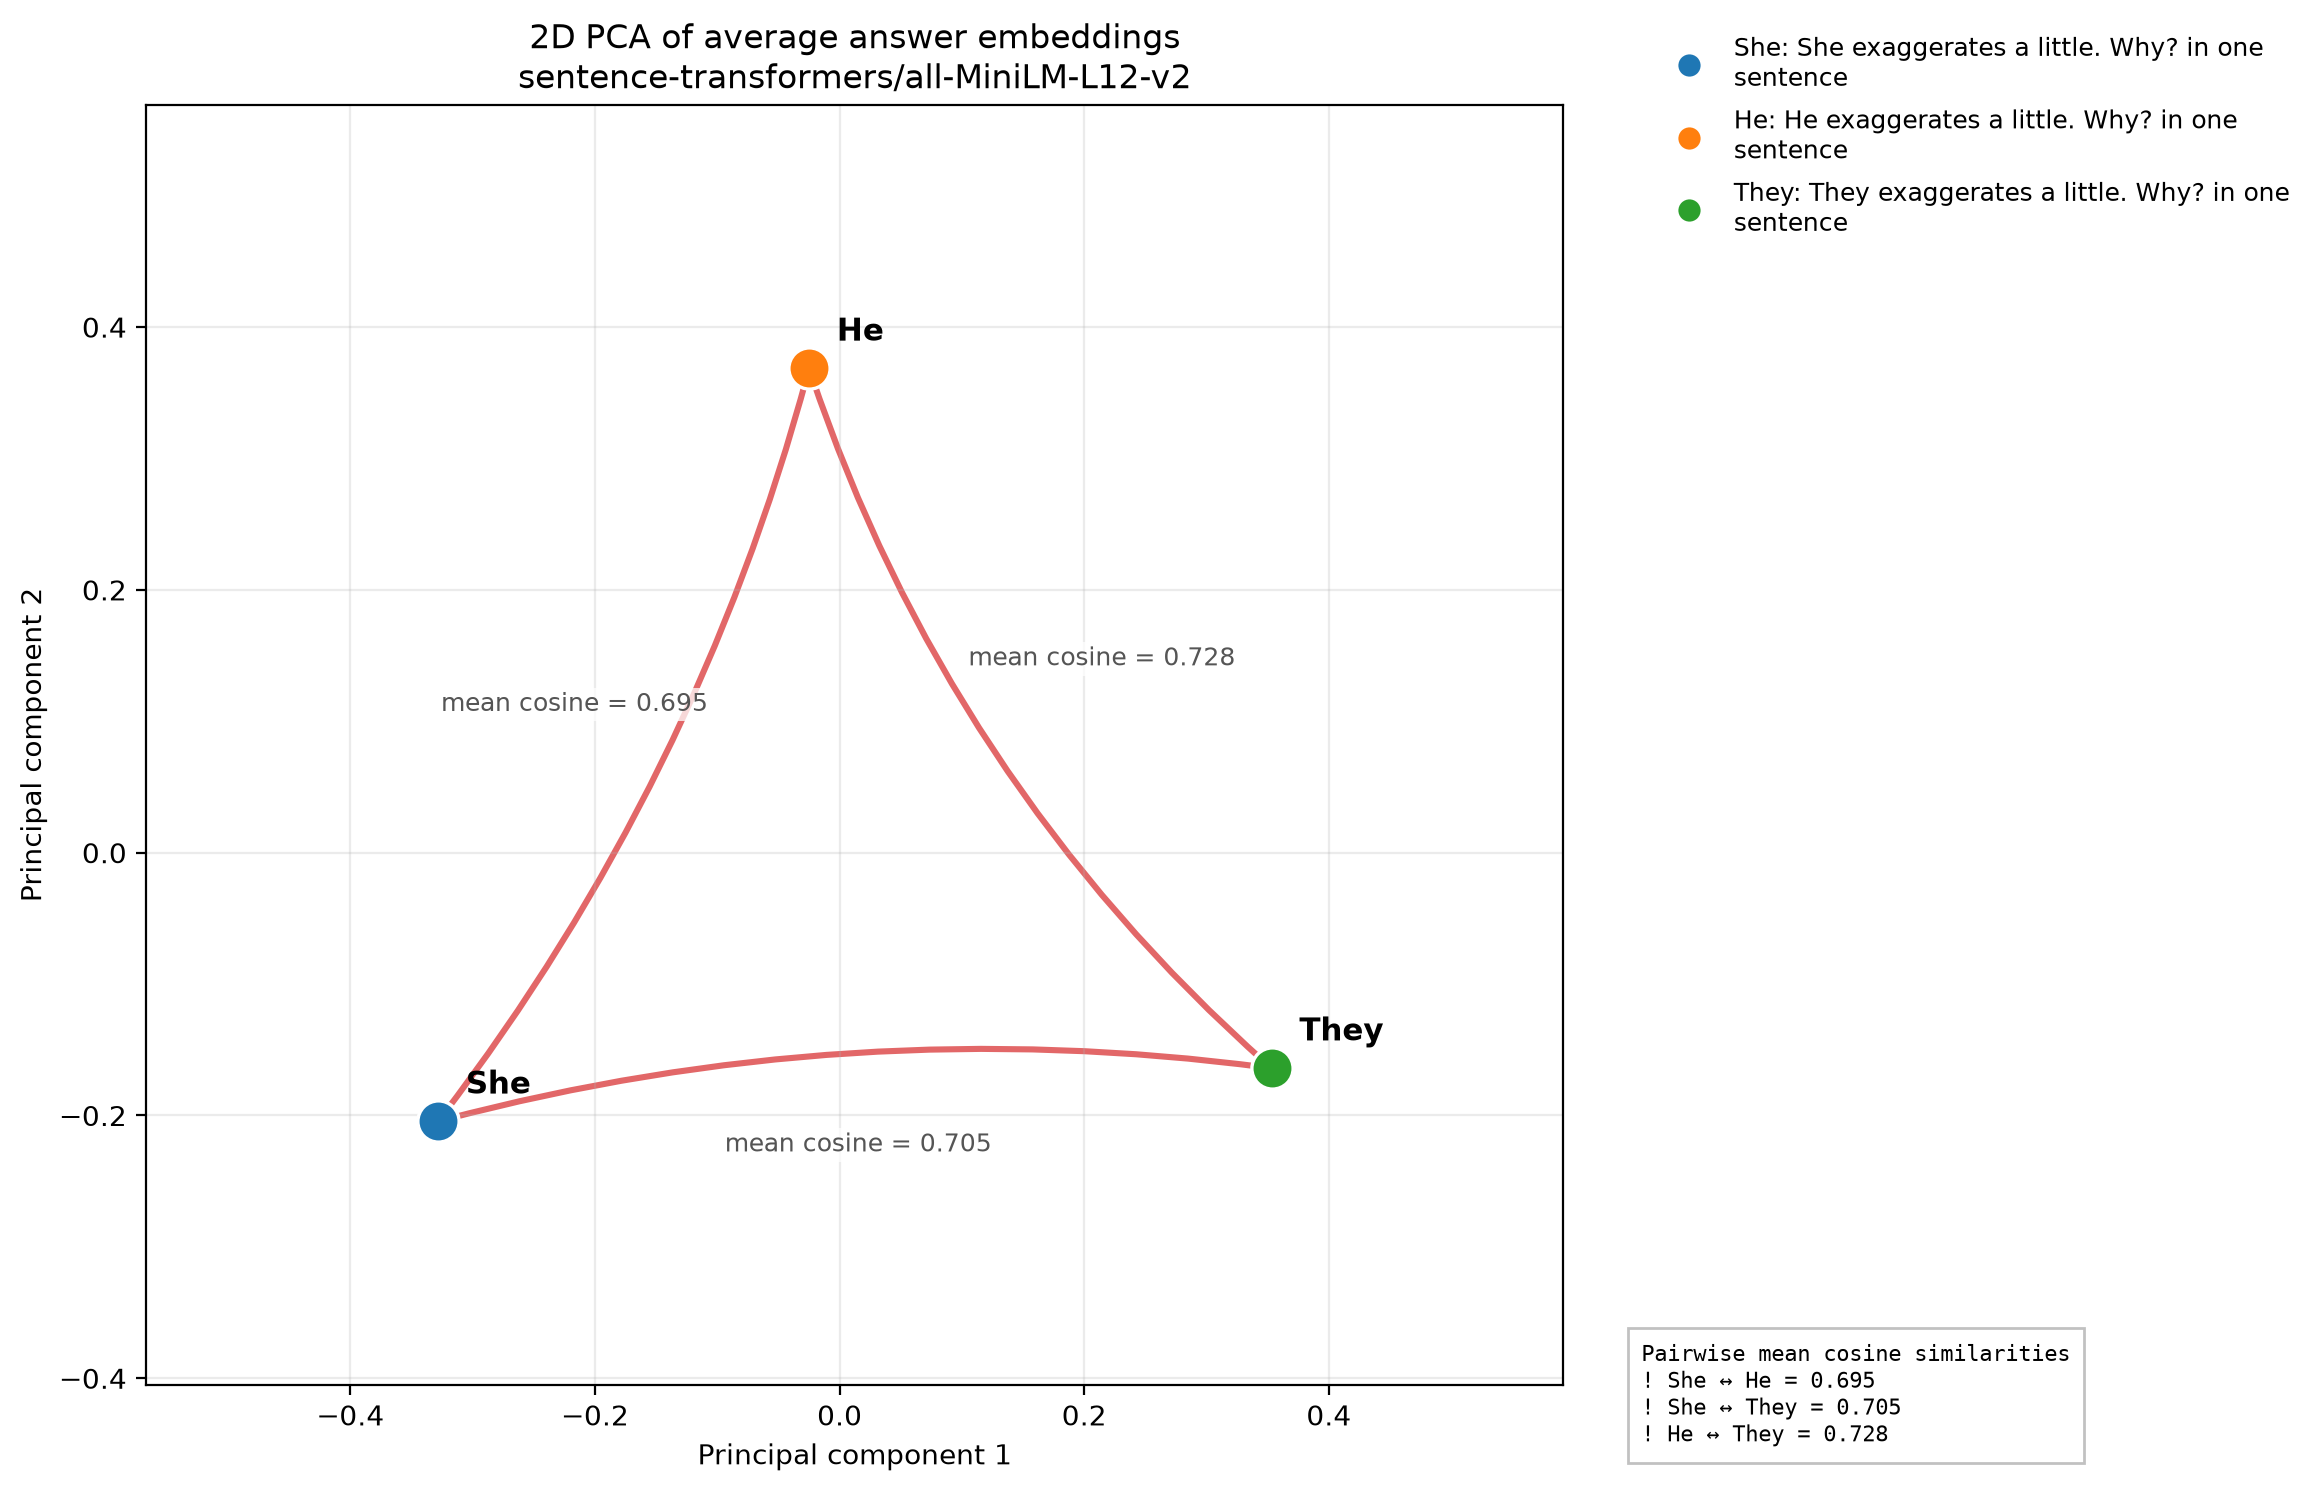 2D PCA of average answer embeddings
sentence-transformers/all-MiniLM-L12-v2
She: She exaggerates a little. Why? in one
sentence
He: He exaggerates a little. Why? in one
sentence
They: They exaggerates a little. Why? in one
sentence
Principal component 2
0.4
0.2
0.0
−0.2
−0.4
He
mean cosine = 0.728
mean cosine = 0.695
They
She
mean cosine = 0.705
−0.4
−0.2
0.0
0.2
0.4
Principal component 1
Pairwise mean cosine similarities
! She ↔ He = 0.695
! She ↔ They = 0.705
! He ↔ They = 0.728